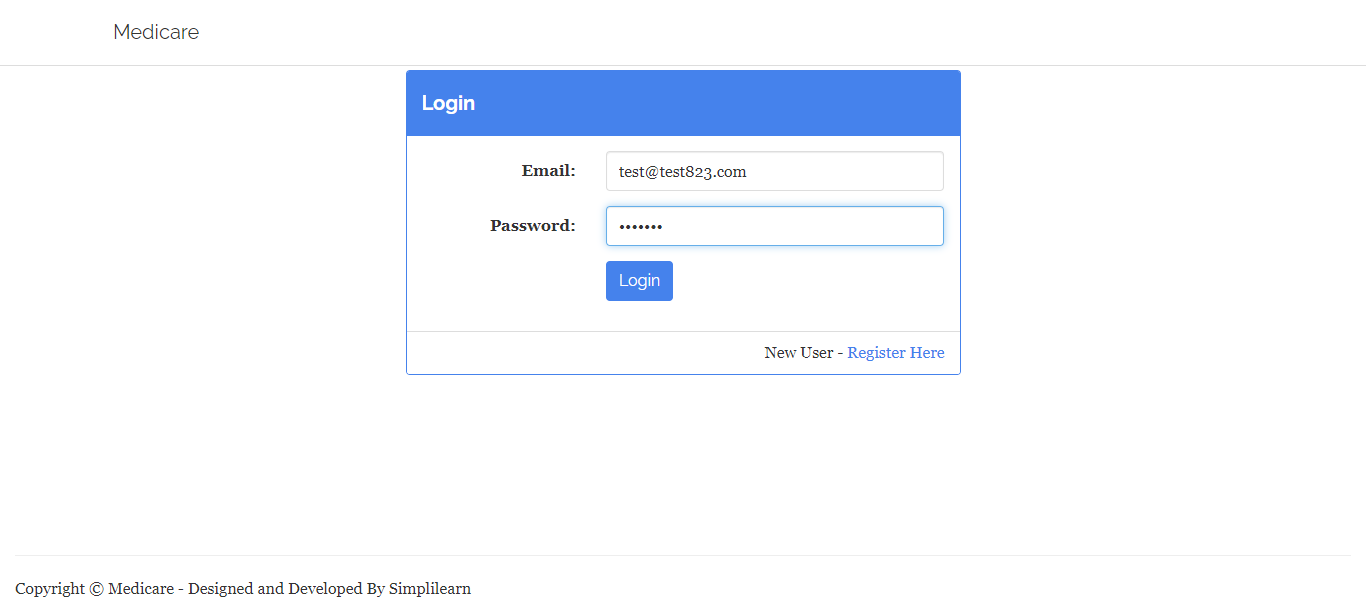 Medicare
Login
Email: test@test823.com
Password: •••••••
Login
New User - Register Here
Copyright © Medicare - Designed and Developed By Simplilearn